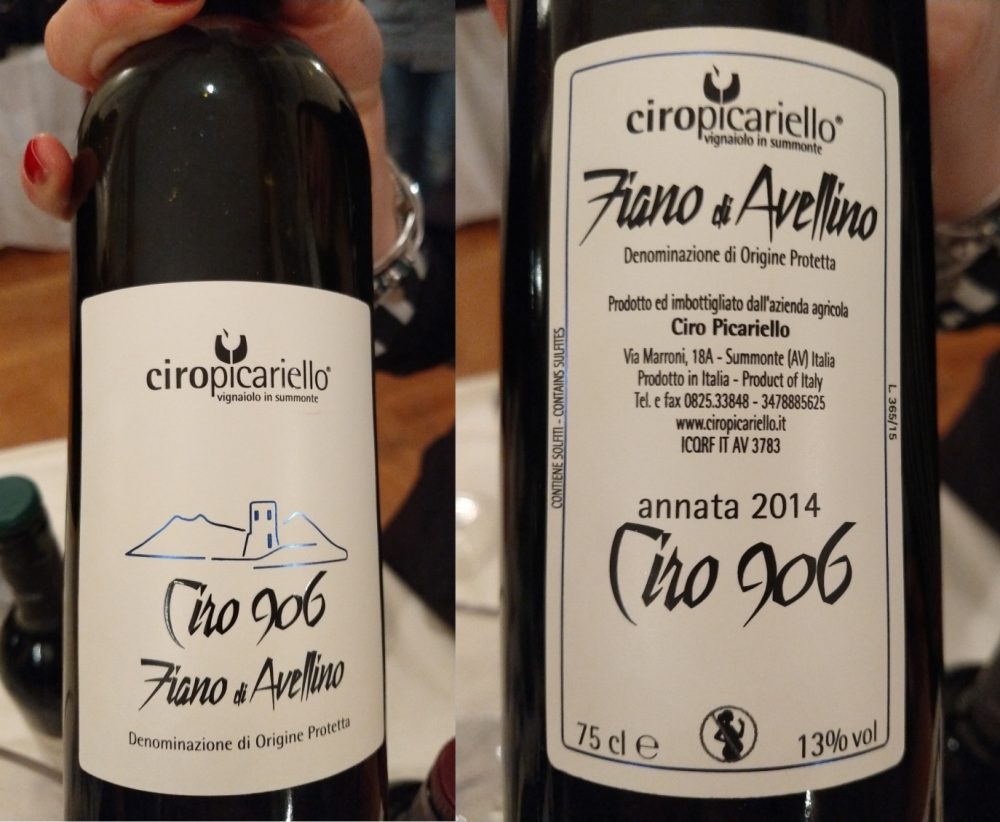 ciropicariello®
vignaiolo in summonte
Ciro 906
Fiano di Avellino
Denominazione di Origine Protetta
ciropicariello®
vignaiolo in summonte
Fiano di Avellino
Denominazione di Origine Protetta
Prodotto ed imbottigliato dall'azienda agricola
Ciro Picariello
Via Marroni, 18A - Summonte (AV) Italia
Prodotto in Italia - Product of Italy
Tel. e fax 0825.33848 - 3478885625
www.ciropicariello.it
ICQRF IT AV 3783
CONTIENE SOLFITI - CONTAINS SULFITES
L. 365/15
annata 2014
Ciro 906
75 cl e
13% vol